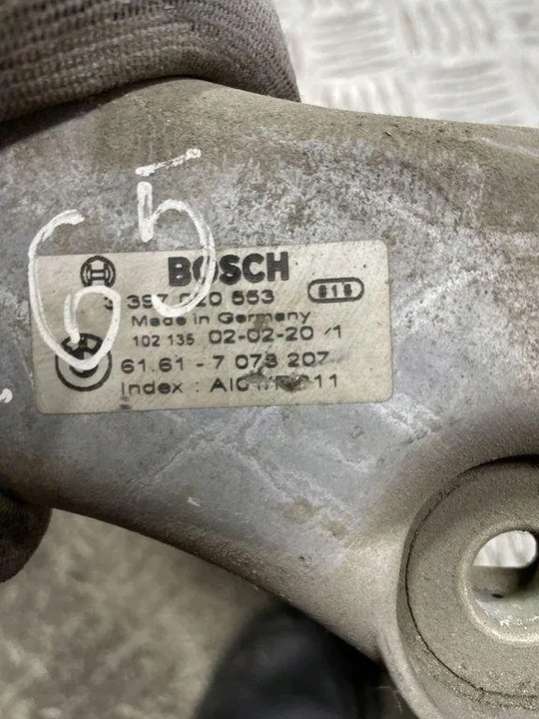 65
BOSCH
3 397 020 553
Made in Germany
102 135 02-02-20 1
61.61 - 7 073 207
Index :